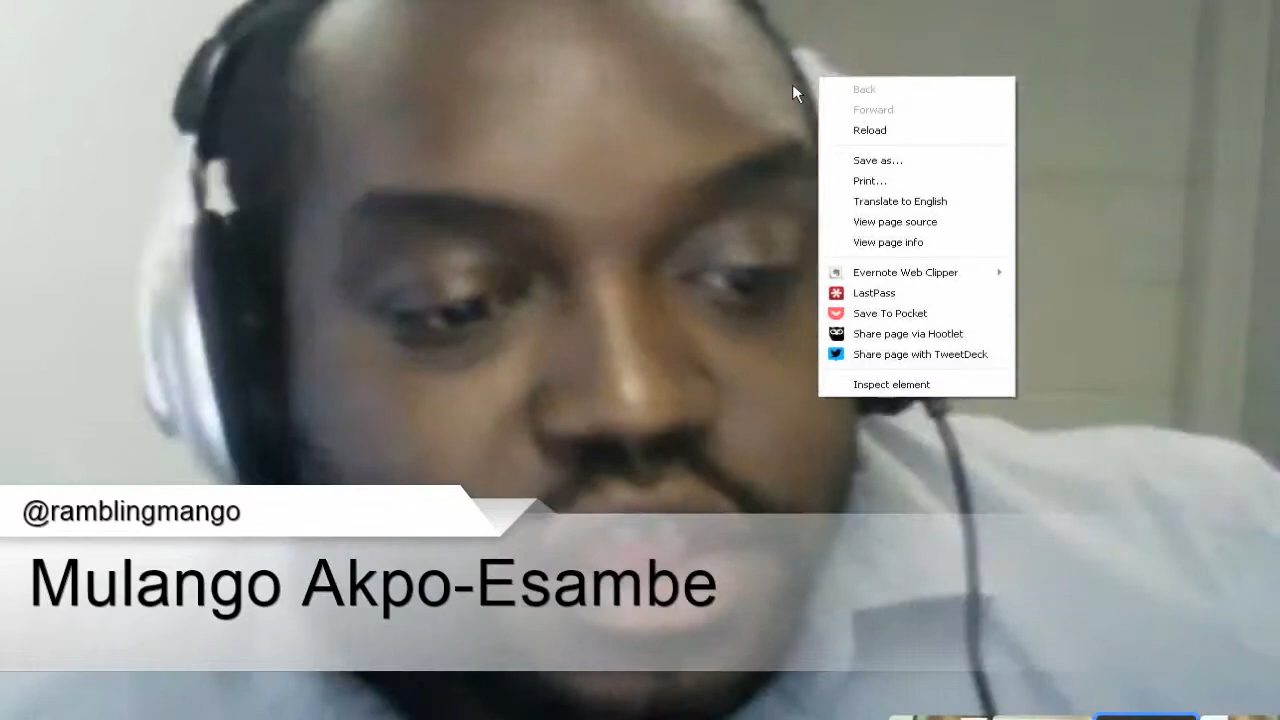 Back
Forward
Reload
Save as...
Print...
Translate to English
View page source
View page info
Evernote Web Clipper
LastPass
Save To Pocket
Share page via Hootlet
Share page with TweetDeck
Inspect element
@ramblingmango
Mulango Akpo-Esambe